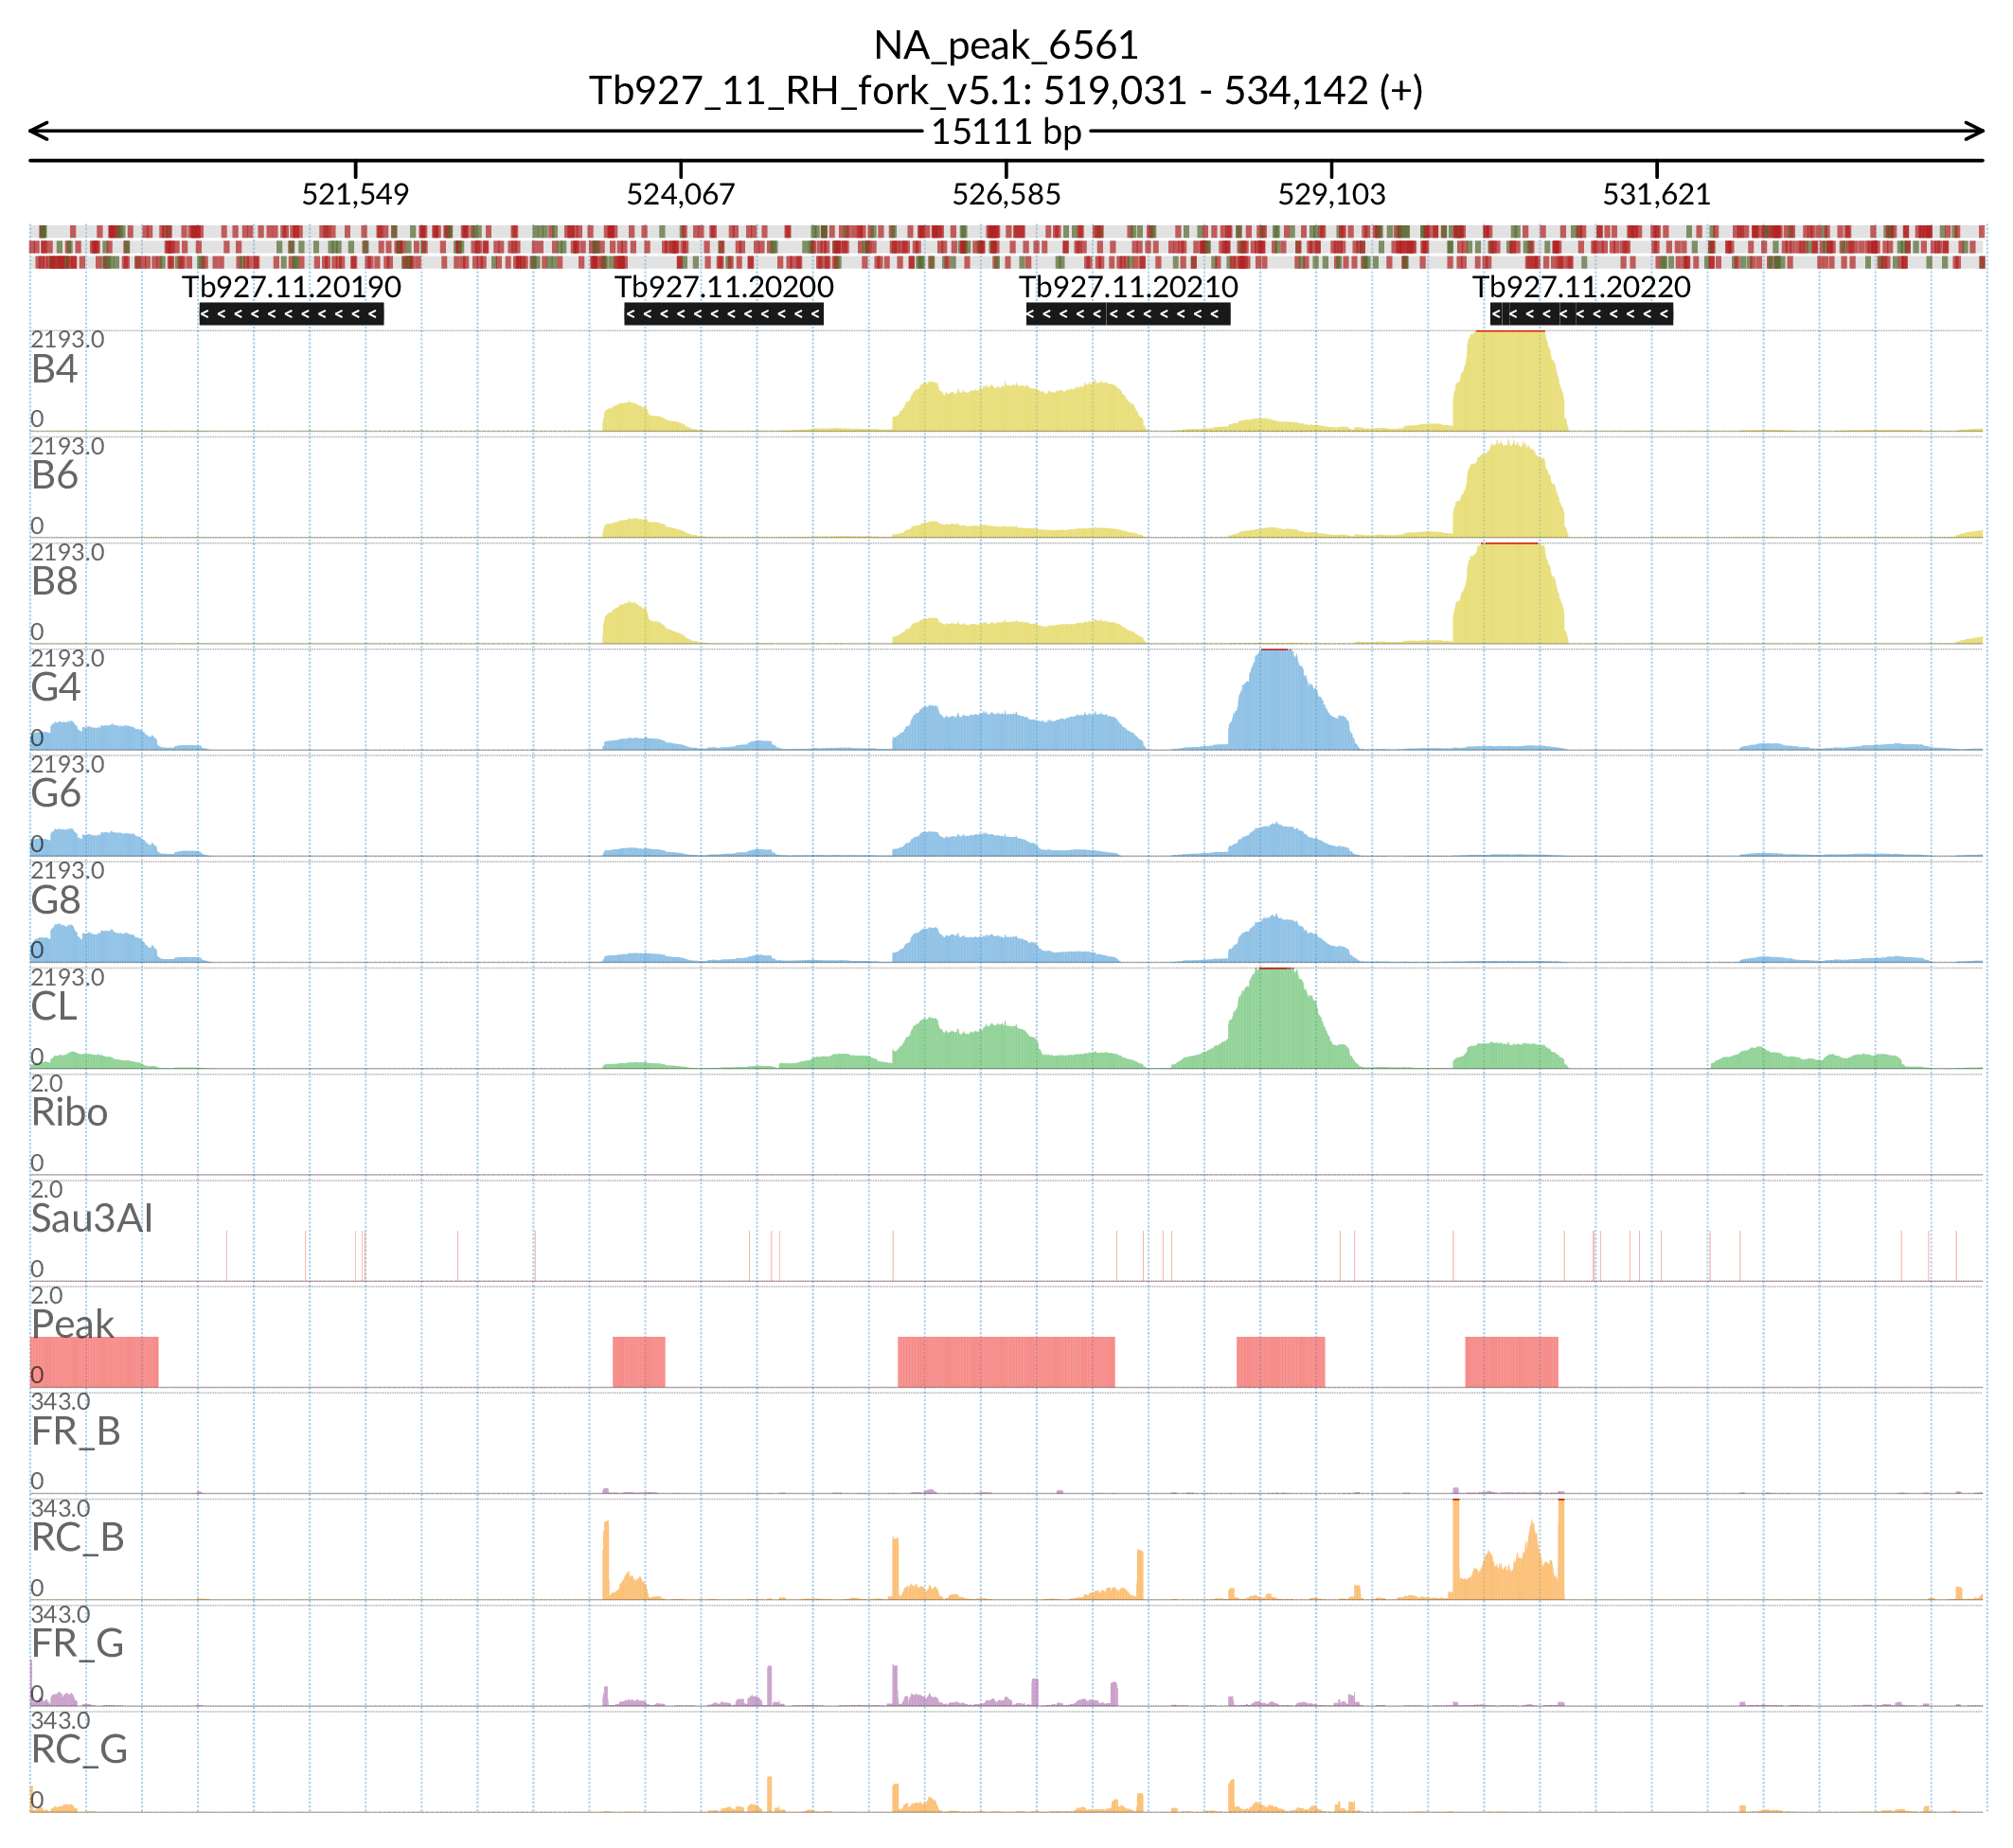 NA_peak_6561
Tb927_11_RH_fork_v5.1: 519,031 - 534,142 (+)
15111 bp
521,549 524,067 526,585 529,103 531,621
Tb927.11.20190 Tb927.11.20200 Tb927.11.20210 Tb927.11.20220
2193.0
B4
0
2193.0
B6
0
2193.0
B8
0
2193.0
G4
0
2193.0
G6
0
2193.0
G8
0
2193.0
CL
0
2.0
Ribo
0
2.0
Sau3AI
0
2.0
Peak
0
343.0
FR_B
0
343.0
RC_B
0
343.0
FR_G
0
343.0
RC_G
0